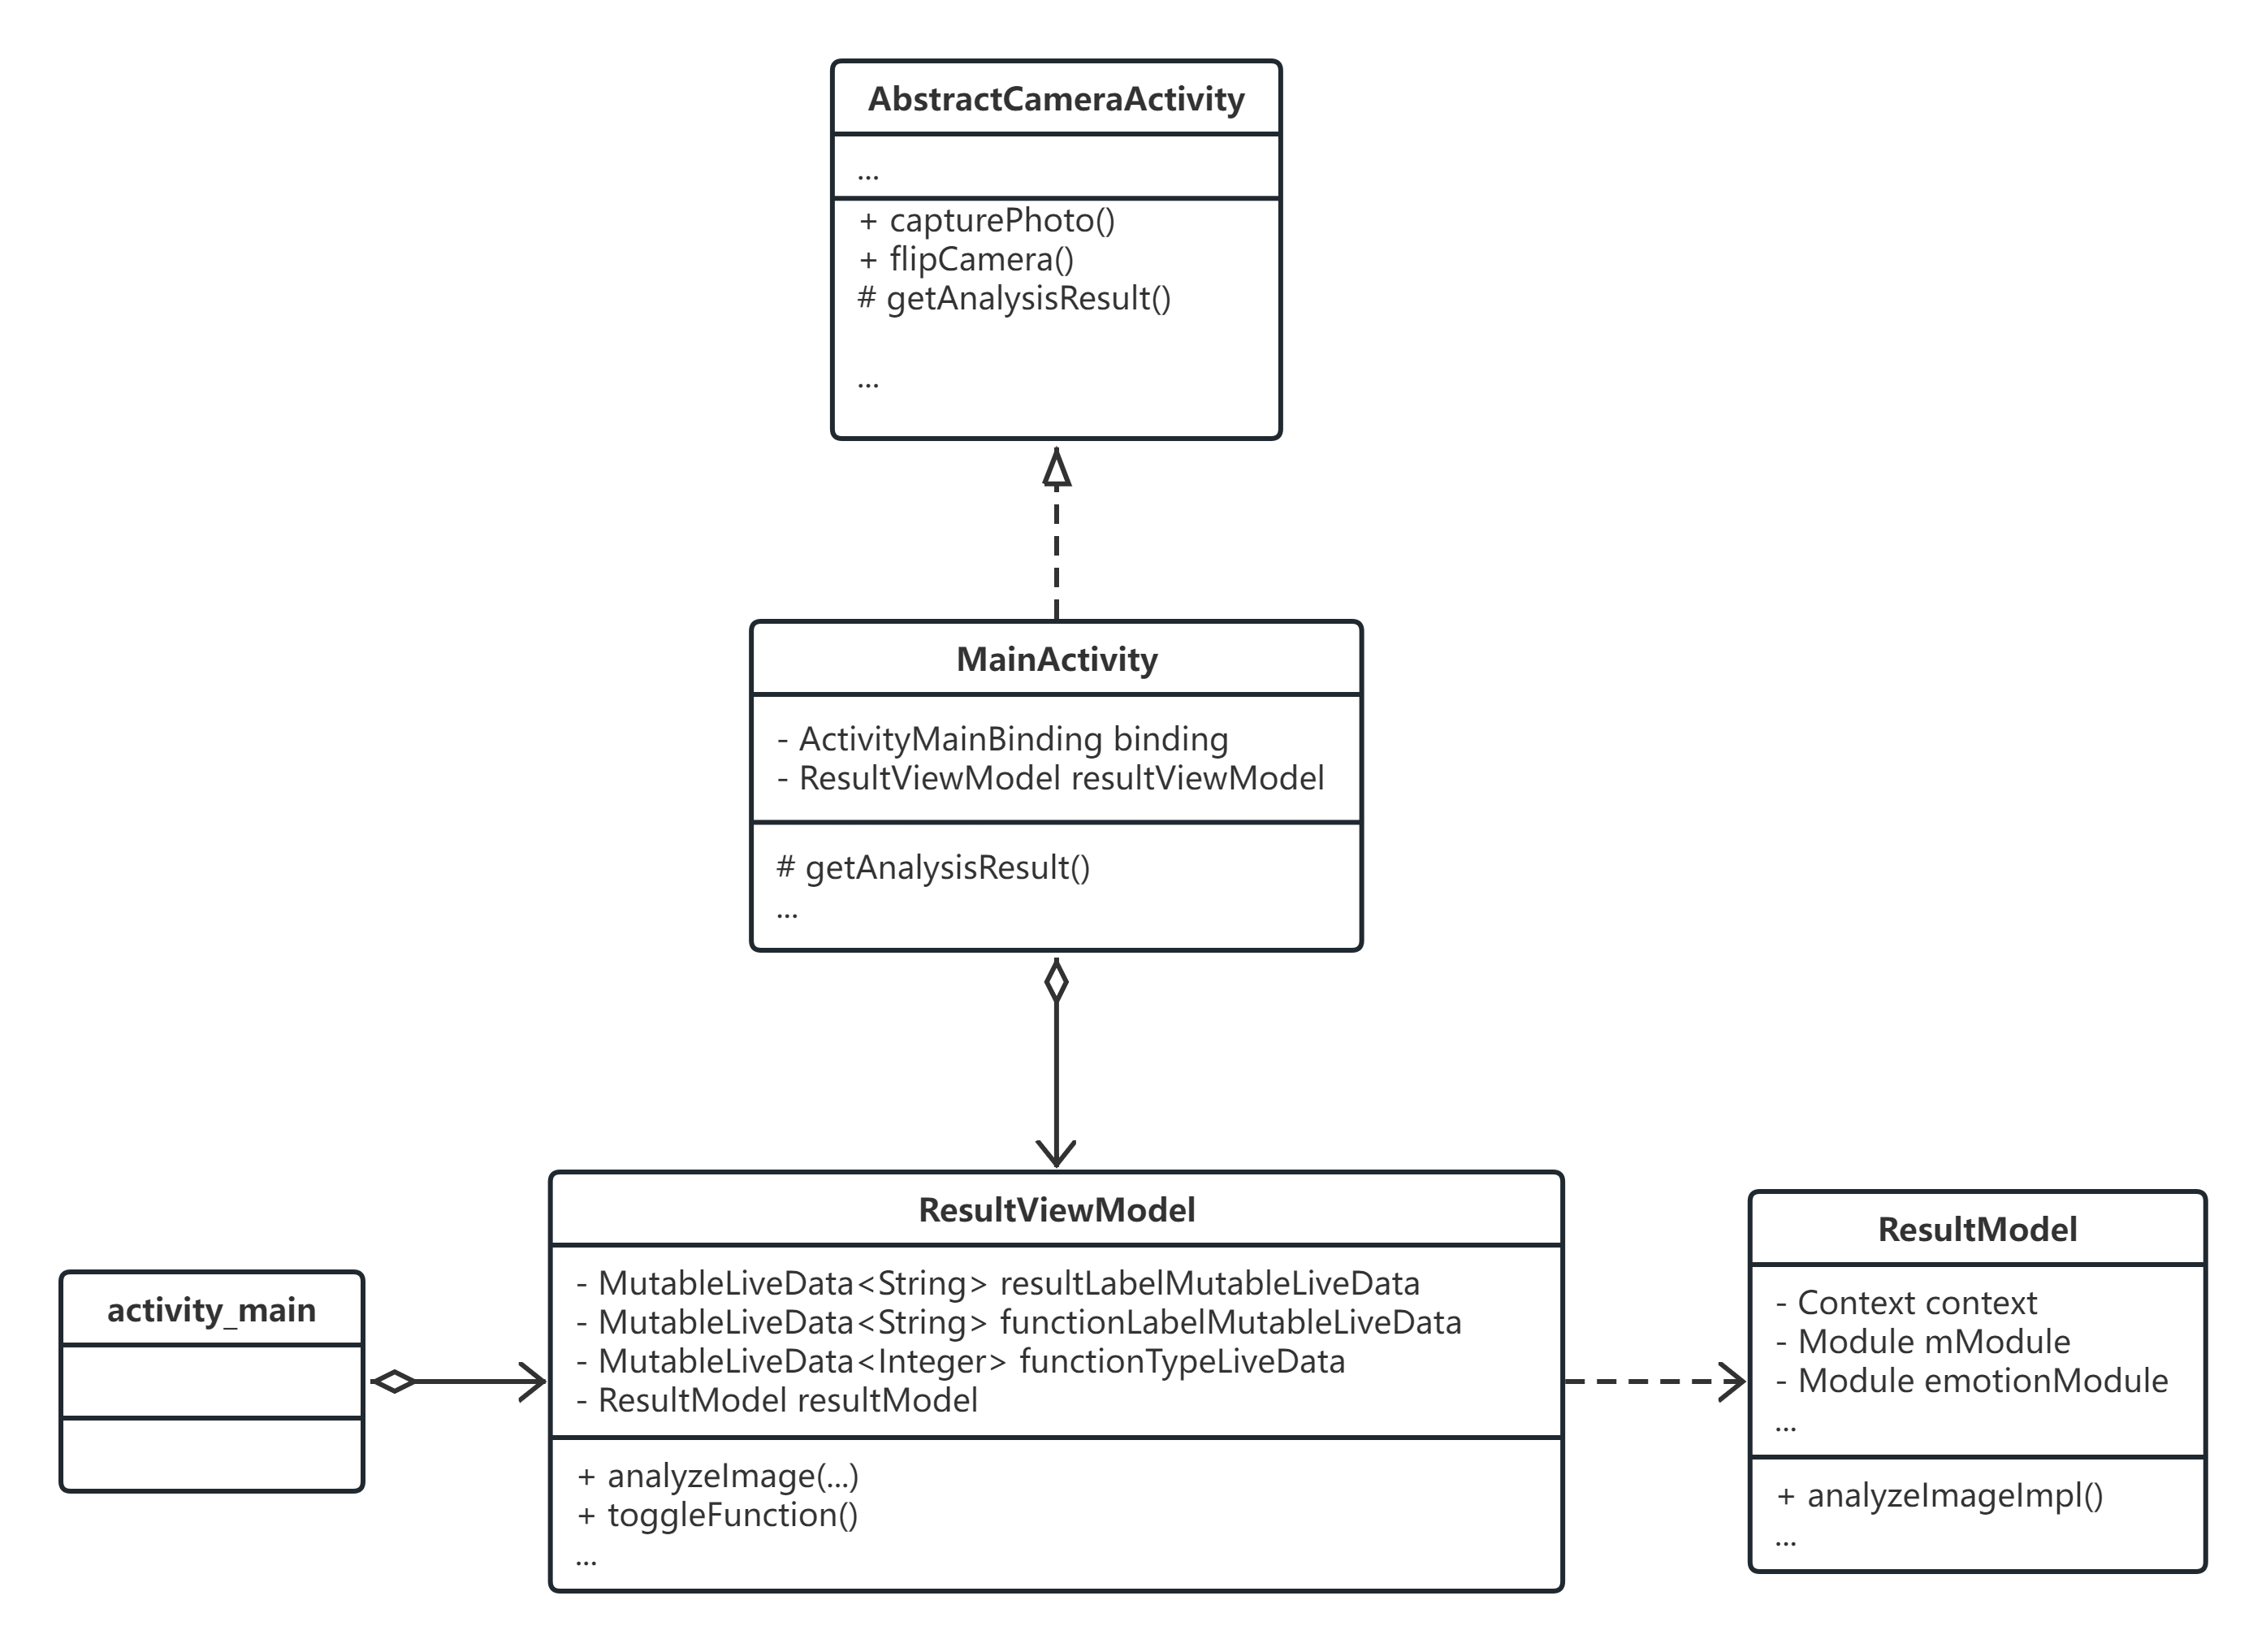 AbstractCameraActivity
...
+ capturePhoto()
+ flipCamera()
# getAnalysisResult()
...
MainActivity
- ActivityMainBinding binding
- ResultViewModel resultViewModel
# getAnalysisResult()
...
ResultViewModel
- MutableLiveData<String> resultLabelMutableLiveData
- MutableLiveData<String> functionLabelMutableLiveData
- MutableLiveData<Integer> functionTypeLiveData
- ResultModel resultModel
+ analyzeImage(...)
+ toggleFunction()
...
activity_main
ResultModel
- Context context
- Module mModule
- Module emotionModule
...
+ analyzeImageImpl()
...